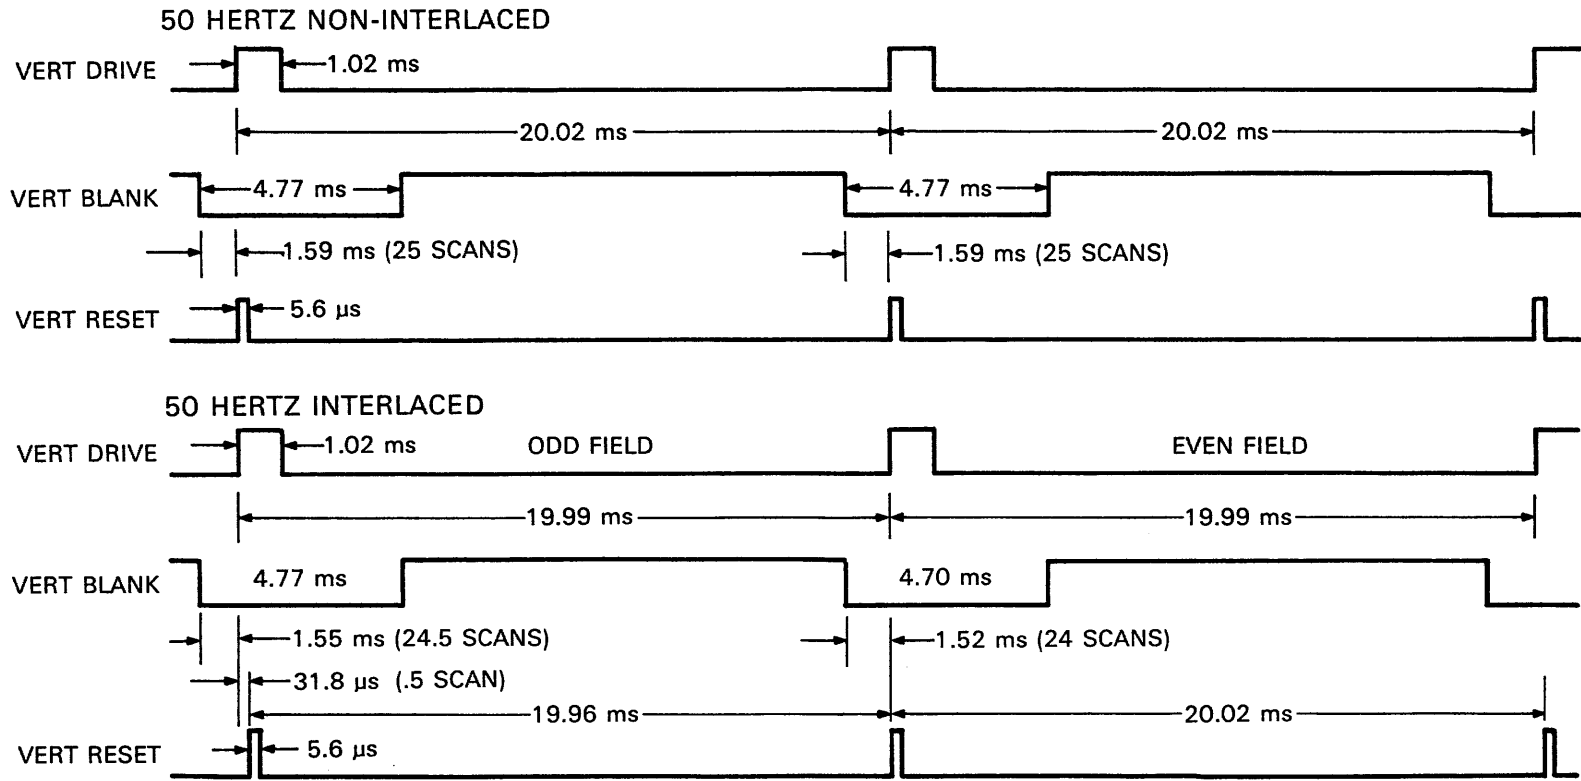 50 HERTZ NON-INTERLACED
VERT DRIVE
1.02 ms
20.02 ms
20.02 ms
VERT BLANK
4.77 ms
4.77 ms
1.59 ms (25 SCANS)
1.59 ms (25 SCANS)
VERT RESET
5.6 µs
50 HERTZ INTERLACED
VERT DRIVE
1.02 ms
ODD FIELD
EVEN FIELD
19.99 ms
19.99 ms
VERT BLANK
4.77 ms
4.70 ms
1.55 ms (24.5 SCANS)
1.52 ms (24 SCANS)
31.8 µs (.5 SCAN)
19.96 ms
20.02 ms
VERT RESET
5.6 µs